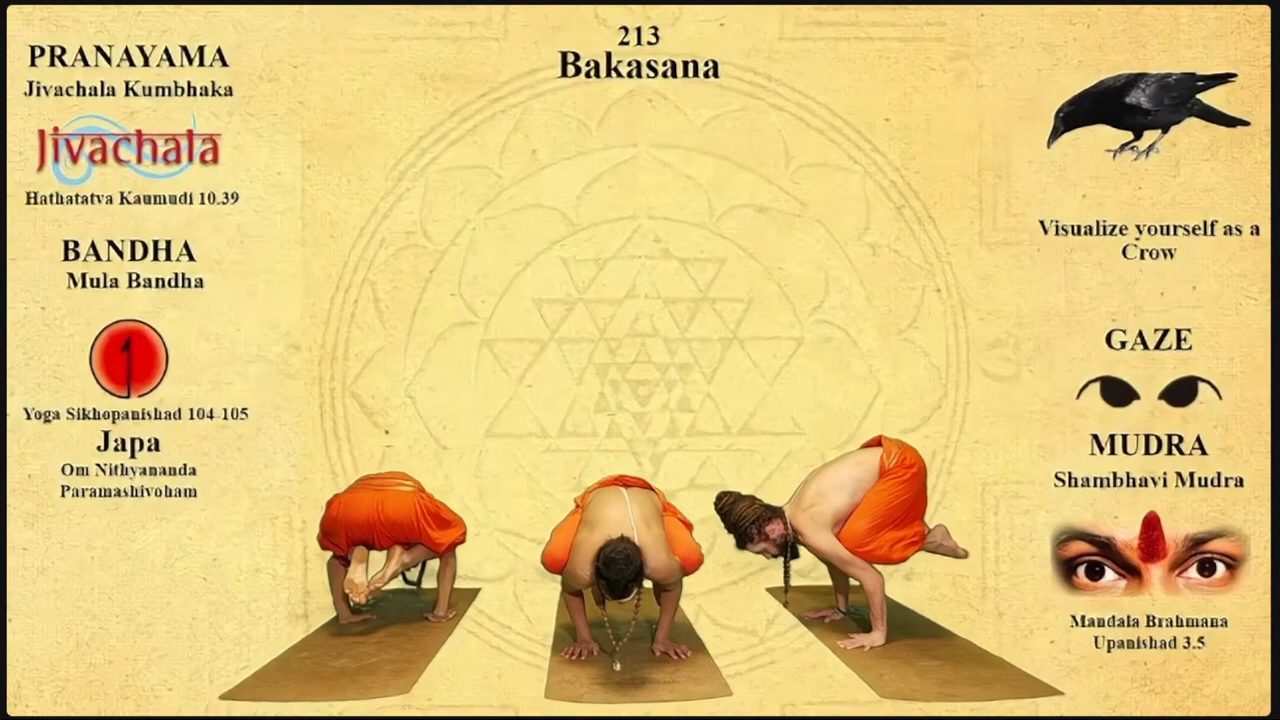 213
Bakasana
PRANAYAMA
Jivachala Kumbhaka
Jivachala
Hathatatva Kaumudi 10.39
BANDHA
Mula Bandha
Yoga Sikhopanishad 104-105
Japa
Om Nithyananda
Paramashivoham
Visualize yourself as a
Crow
GAZE
MUDRA
Shambhavi Mudra
Mandala Brahmana
Upanishad 3.5